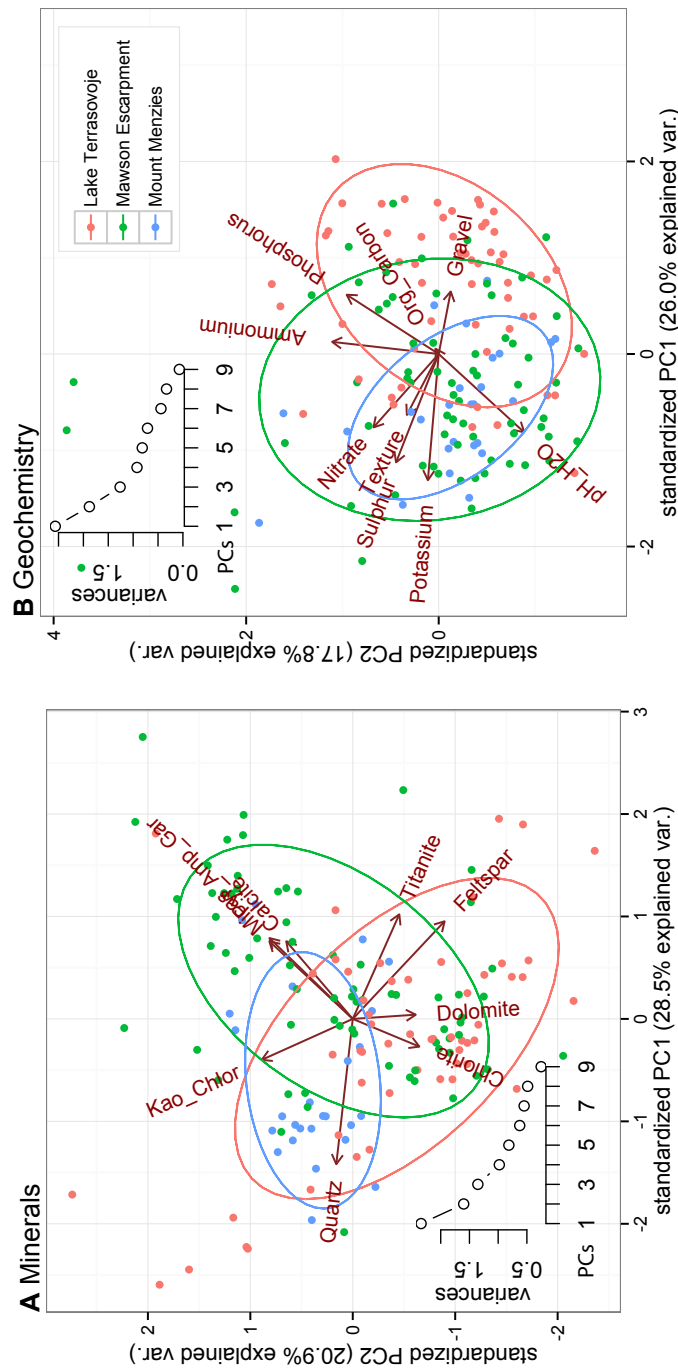 A Minerals
standardized PC2 (20.9% explained var.)
2
1
0
-1
-2
Kao_Chlor
Quartz
Calcite
Amp_Gar
Titanite
Feltspar
Dolomite
Chlorite
variances
1.5
0.5
PCs
1 3 5 7 9
-2 -1 0 1 2 3
standardized PC1 (28.5% explained var.)
B Geochemistry
standardized PC2 (17.8% explained var.)
4
2
0
variances
1.5
0.0
PCs
1 3 5 7 9
Lake Terrasovoje
Mawson Escarpment
Mount Menzies
Ammonium
Phosphorus
Org_Carbon
Gravel
Nitrate
Texture
Sulphur
Potassium
pH_H2O
-2 0 2
standardized PC1 (26.0% explained var.)